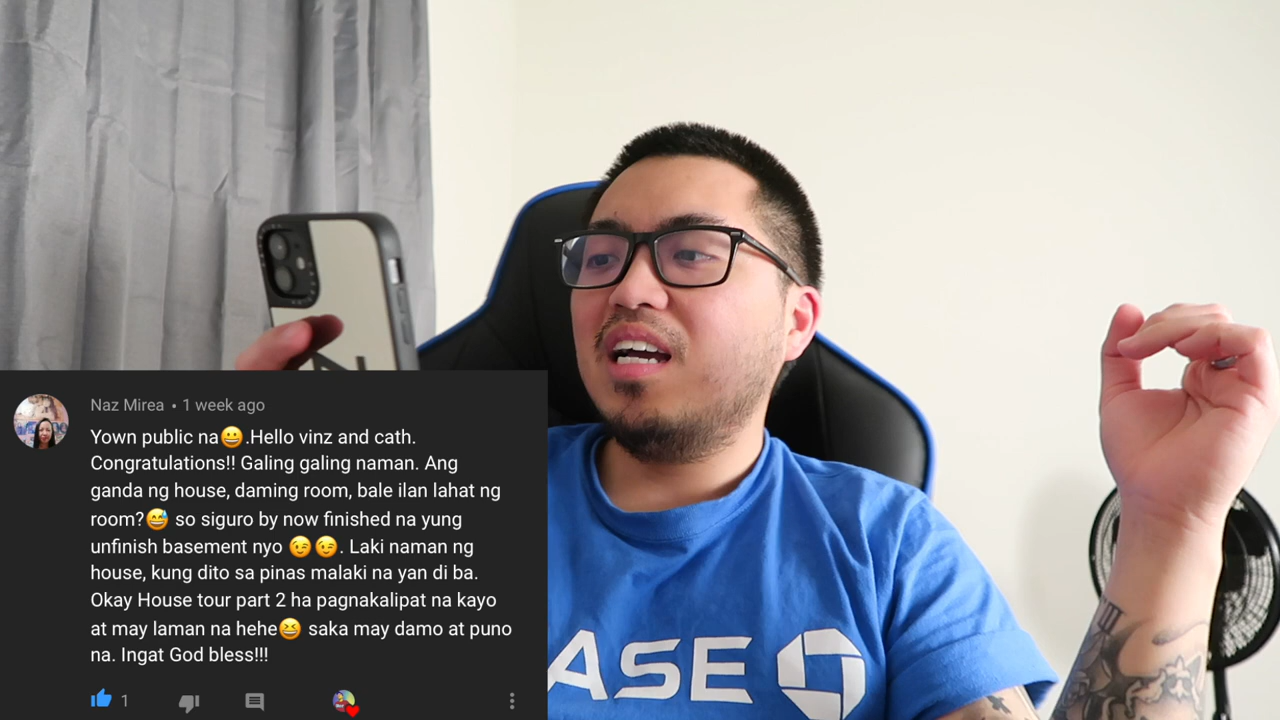 Naz Mirea • 1 week ago
Yown public na😀.Hello vinz and cath.
Congratulations!! Galing galing naman. Ang
ganda ng house, daming room, bale ilan lahat ng
room?😅 so siguro by now finished na yung
unfinish basement nyo 😉😉. Laki naman ng
house, kung dito sa pinas malaki na yan di ba.
Okay House tour part 2 ha pagnakalipat na kayo
at may laman na hehe😆 saka may damo at puno
na. Ingat God bless!!!
1
ASE